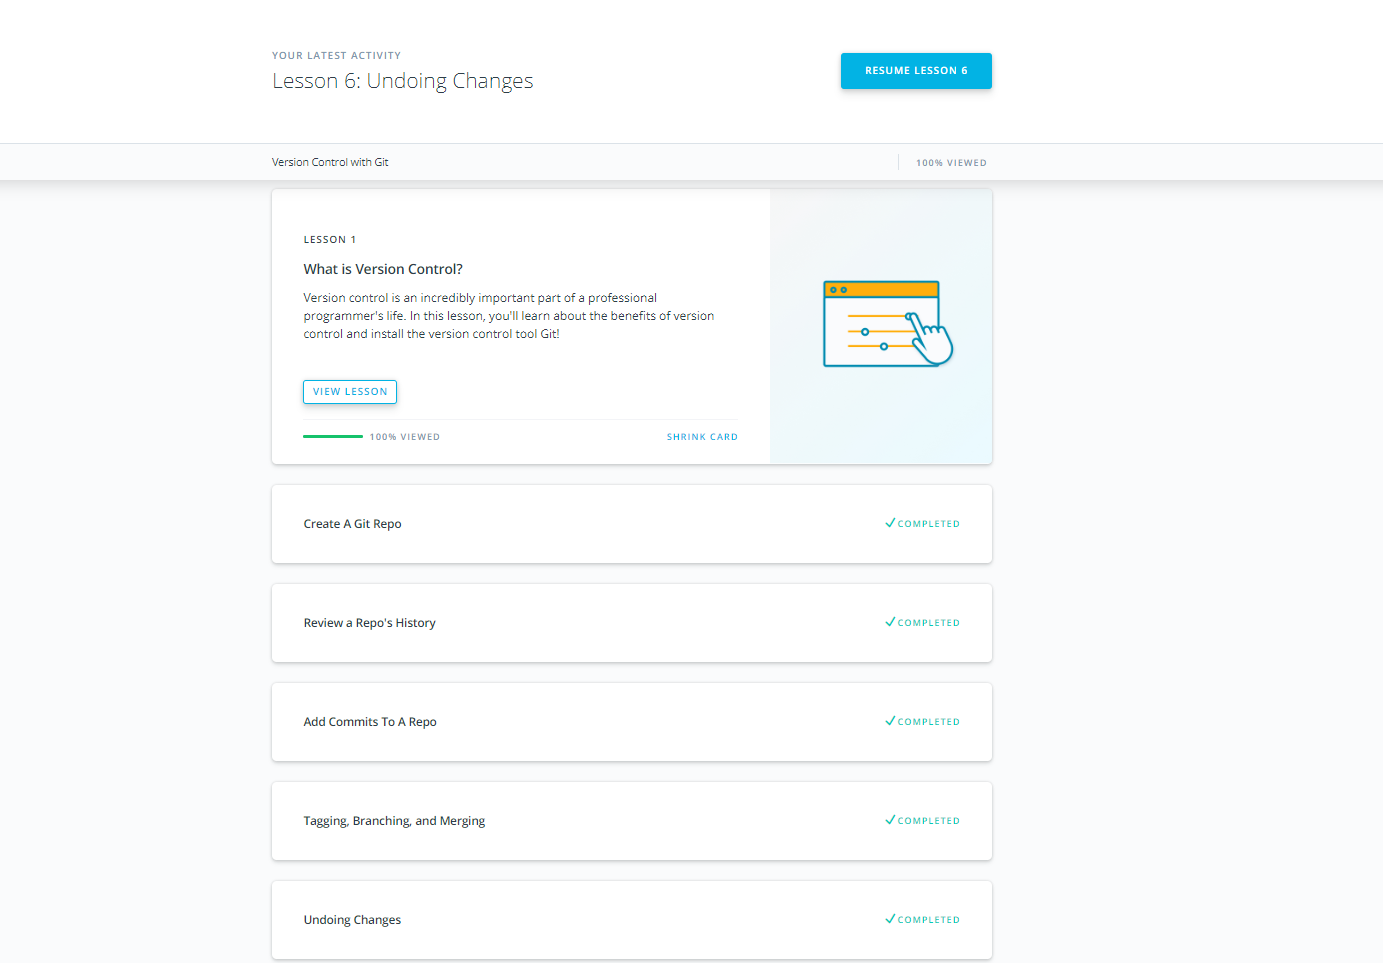 YOUR LATEST ACTIVITY
Lesson 6: Undoing Changes
RESUME LESSON 6
Version Control with Git
100% VIEWED
LESSON 1
What is Version Control?
Version control is an incredibly important part of a professional
programmer's life. In this lesson, you'll learn about the benefits of version
control and install the version control tool Git!
VIEW LESSON
100% VIEWED
SHRINK CARD
Create A Git Repo
COMPLETED
Review a Repo's History
COMPLETED
Add Commits To A Repo
COMPLETED
Tagging, Branching, and Merging
COMPLETED
Undoing Changes
COMPLETED